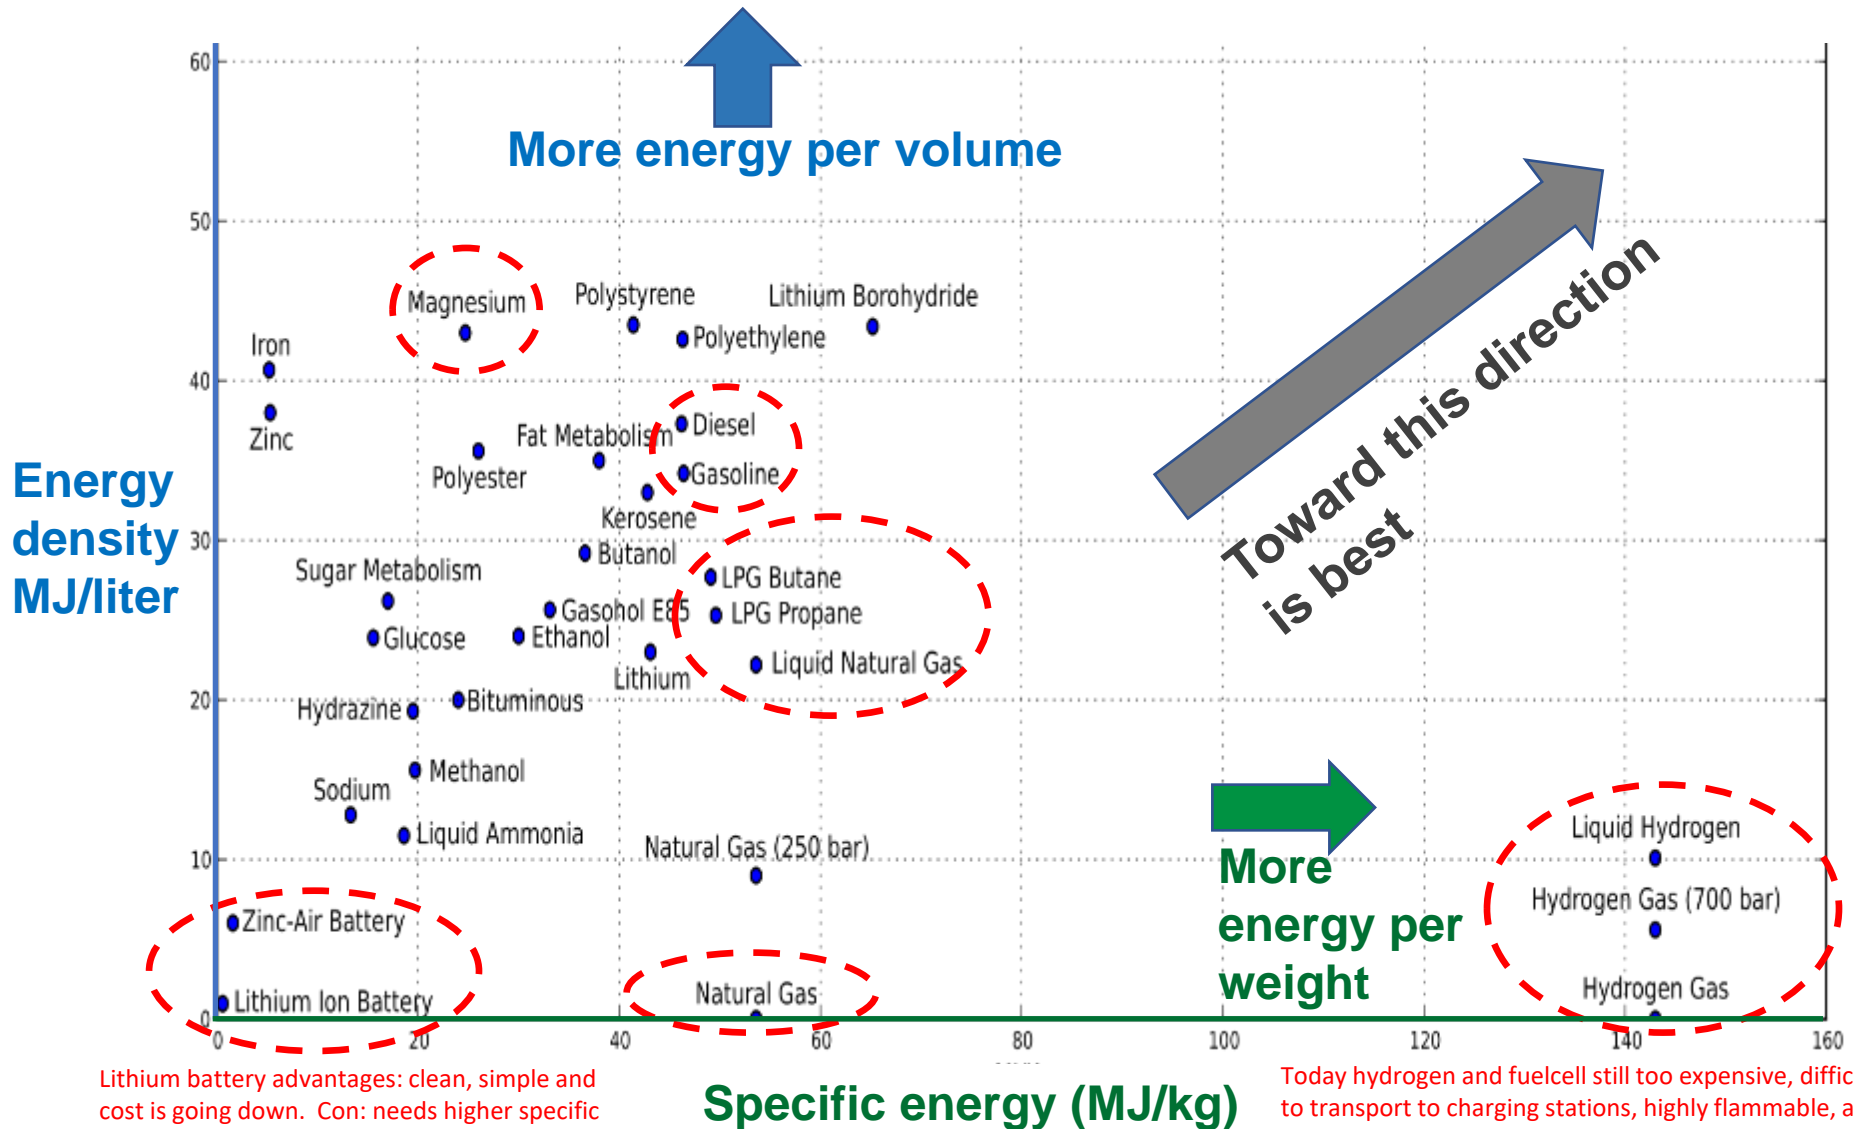 More energy per volume
60
50
40
30
20
10
0
Energy
density
MJ/liter
Magnesium
Polystyrene
Lithium Borohydride
Polyethylene
Iron
Zinc
Diesel
Fat Metabolism
Polyester
Gasoline
Kerosene
Butanol
Sugar Metabolism
LPG Butane
Gasohol E85
LPG Propane
Glucose
Ethanol
Lithium
Liquid Natural Gas
Hydrazine
Bituminous
Methanol
Sodium
Liquid Ammonia
Natural Gas (250 bar)
Zinc-Air Battery
Lithium Ion Battery
Natural Gas
Toward this direction
is best
More
energy per
weight
Liquid Hydrogen
Hydrogen Gas (700 bar)
Hydrogen Gas
0 20 40 60 80 100 120 140 160
Specific energy (MJ/kg)
Lithium battery advantages: clean, simple and
cost is going down. Con: needs higher specific
Today hydrogen and fuelcell still too expensive, diffic
to transport to charging stations, highly flammable, a